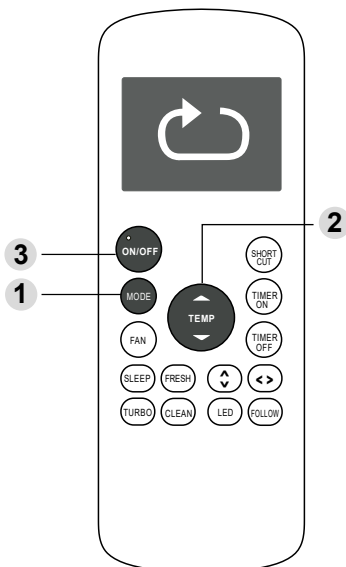 2
3
ON/OFF
SHORT
CUT
1
MODE
TEMP
TIMER
ON
FAN
TIMER
OFF
SLEEP
FRESH
TURBO
CLEAN
LED
FOLLOW